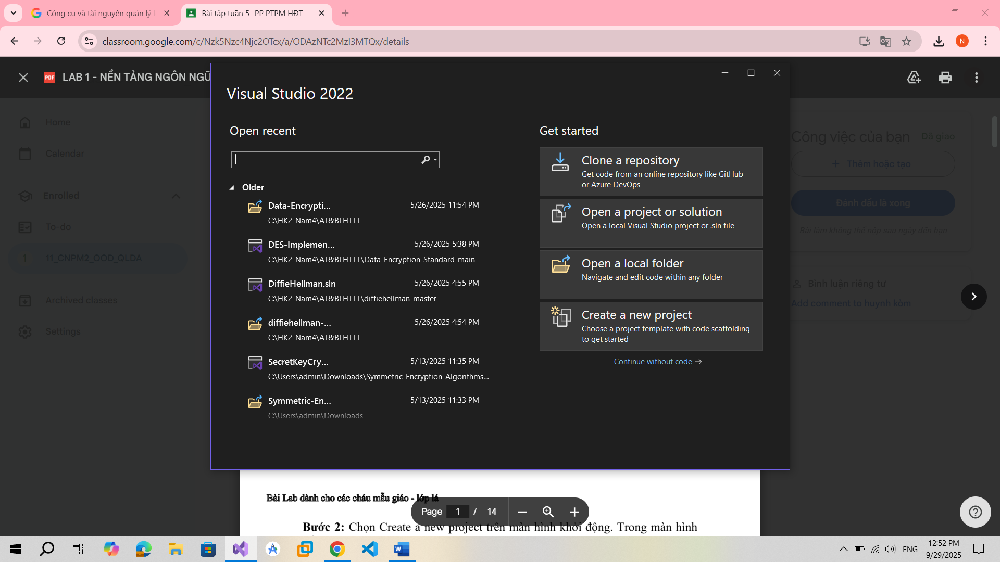 Công cụ và tài nguyên quản lý
Bài tập tuần 5- PP PTPM HĐT
classroom.google.com/c/Nzk5Nzc4Njc2OTcx/a/ODAzNTc2MzI3MTQx/details
N
PDF
LAB 1 - NỀN TẢNG NGÔN NGŨ
Home
Calendar
Enrolled
To-do
1
11_CNPM2_OOD_QLDA
Archived classes
Settings
Visual Studio 2022
Open recent
Older
Data-Encrypti...
5/26/2025 11:54 PM
C:\HK2-Nam4\AT&BTHTTT
DES-Implemen...
5/26/2025 5:38 PM
C:\HK2-Nam4\AT&BTHTTT\Data-Encryption-Standard-main
DiffieHellman.sln
5/26/2025 4:55 PM
C:\HK2-Nam4\AT&BTHTTT\diffiehellman-master
diffiehellman-...
5/26/2025 4:54 PM
C:\HK2-Nam4\AT&BTHTTT
SecretKeyCry...
5/13/2025 11:35 PM
C:\Users\admin\Downloads\Symmetric-Encryption-Algorithms...
Symmetric-En...
5/13/2025 11:33 PM
C:\Users\admin\Downloads
Get started
Clone a repository
Get code from an online repository like GitHub
or Azure DevOps
Open a project or solution
Open a local Visual Studio project or .sln file
Open a local folder
Navigate and edit code within any folder
Create a new project
Choose a project template with code scaffolding
to get started
Continue without code →
Công việc của bạn
Đã giao
+ Thêm hoặc tạo
Đánh dấu là xong
Bài làm không thể nộp sau ngày đến hạn
Bình luận riêng tư
Add comment to huynh kòm
Bài Lab dành cho các cháu mẫu giáo - lớp lá
Page 1 / 14
Bước 2: Chọn Create a new project trên màn hình khởi động. Trong màn hình
ENG
12:52 PM
9/29/2025